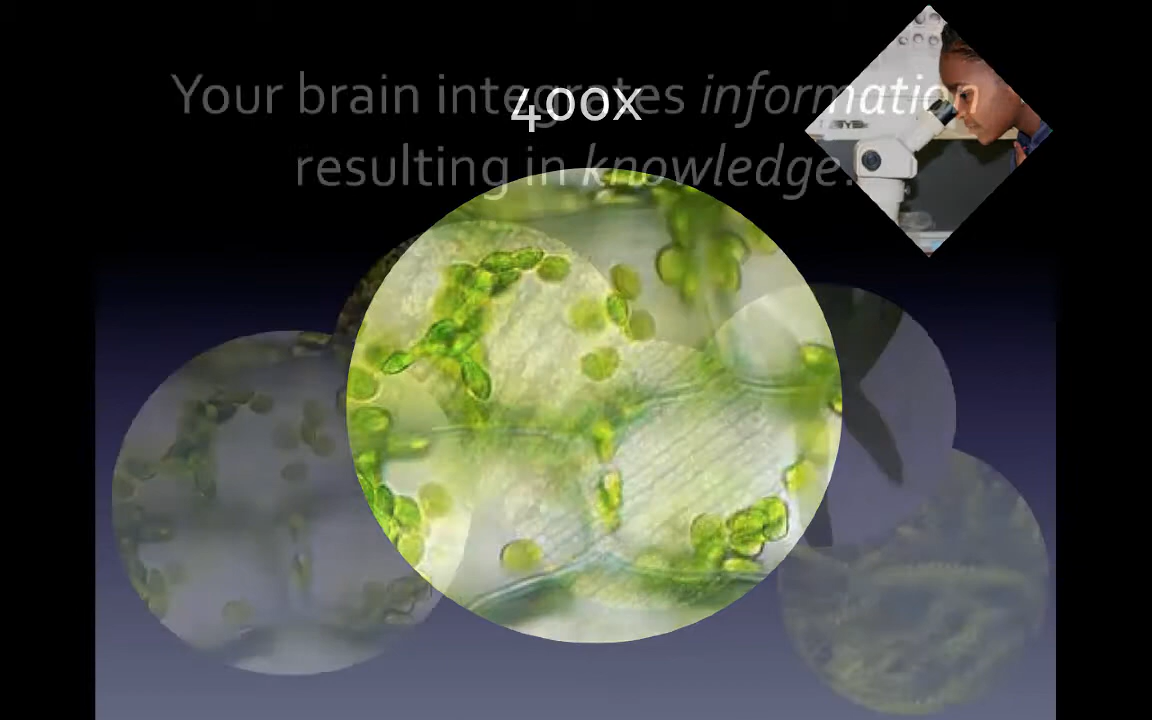 Your brain integrates information
400X
resulting in knowledge.